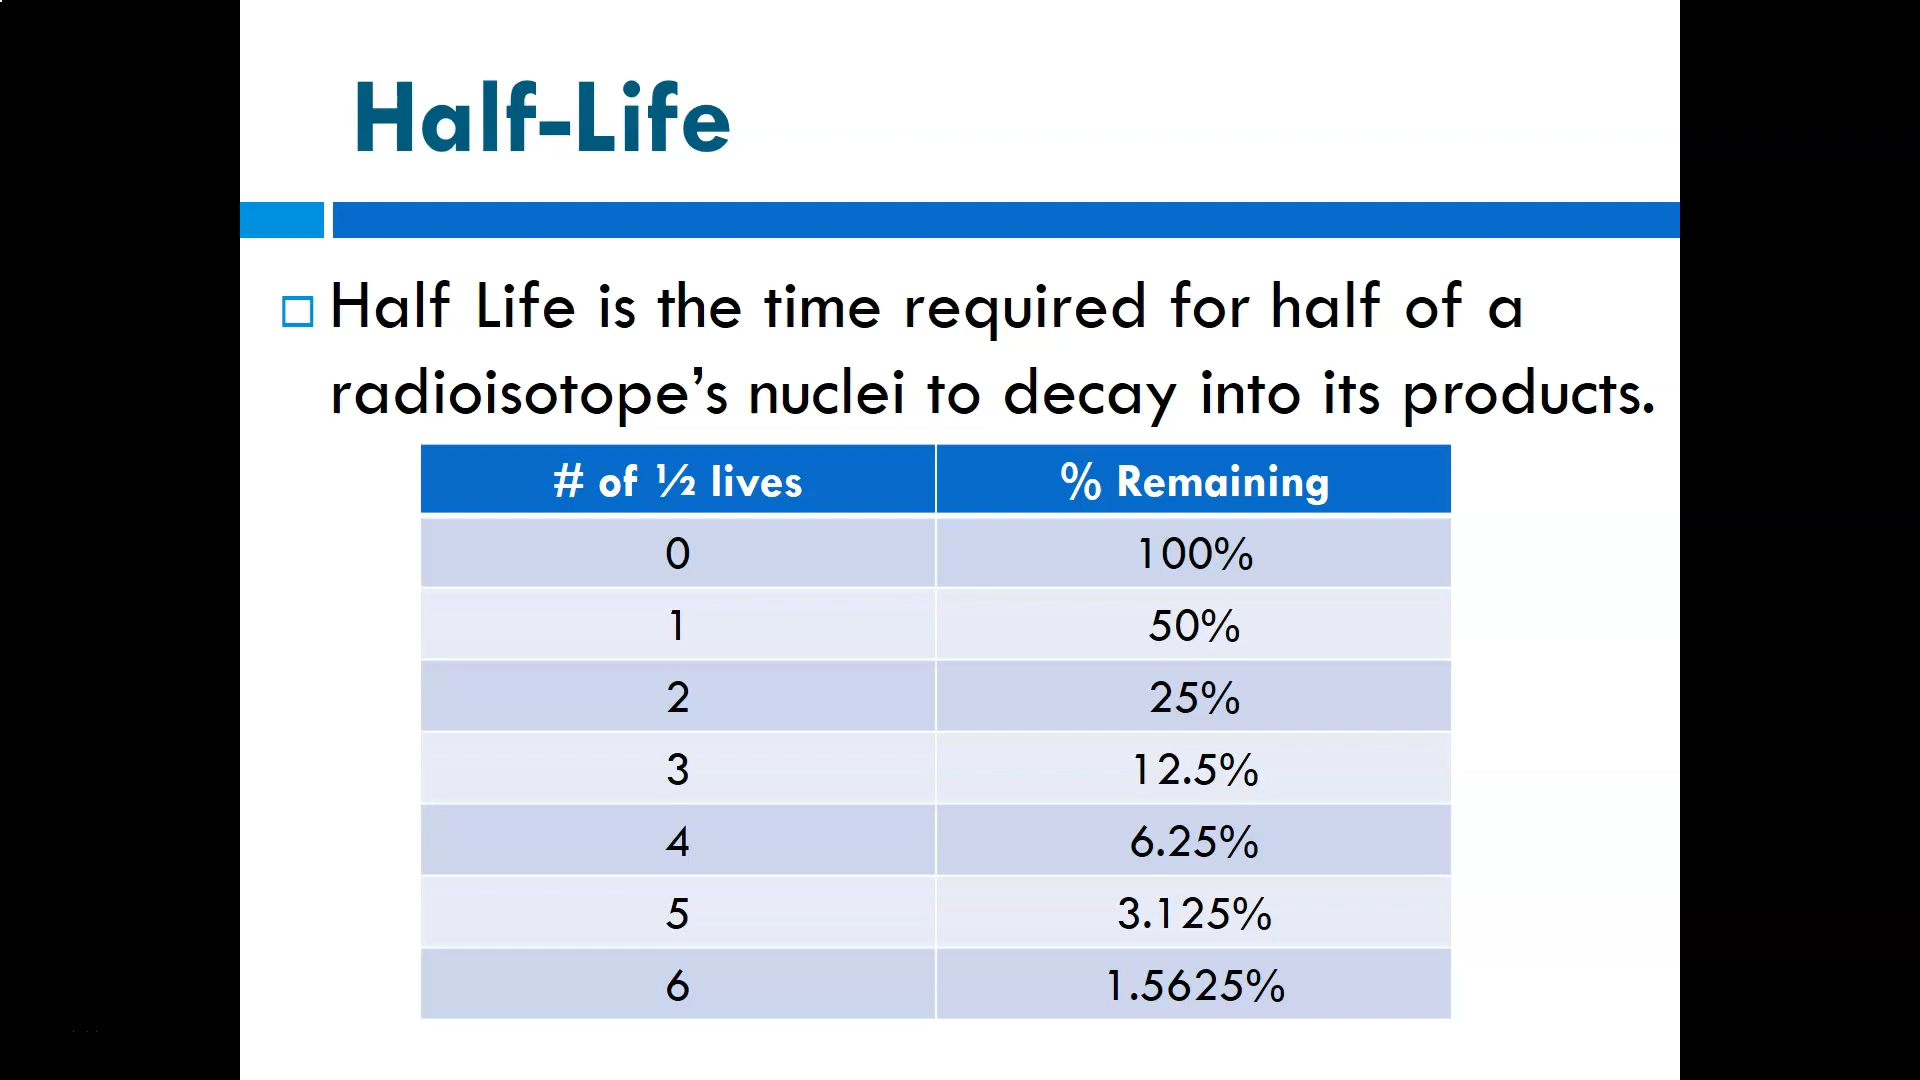 Half-Life
Half Life is the time required for half of a
radioisotope’s nuclei to decay into its products.
# of ½ lives % Remaining
0 100%
1 50%
2 25%
3 12.5%
4 6.25%
5 3.125%
6 1.5625%